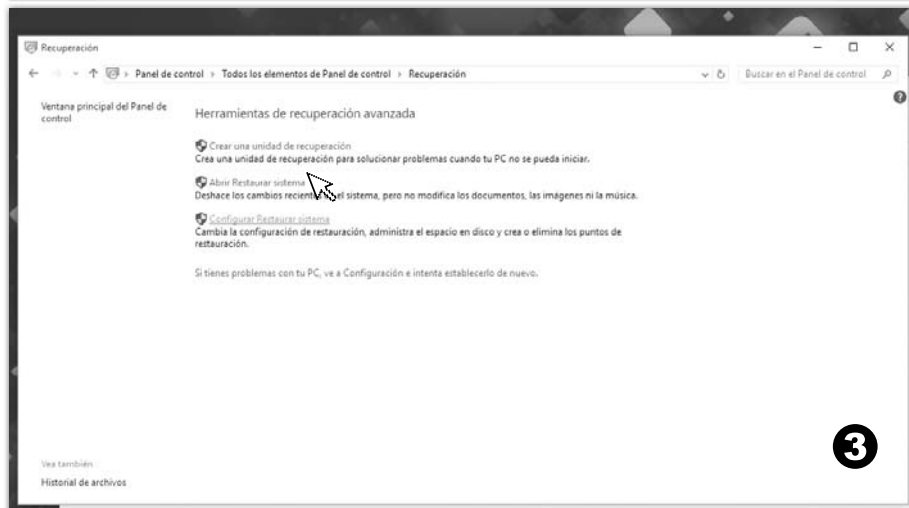 Recuperación
Panel de control › Todos los elementos de Panel de control › Recuperación
Buscar en el Panel de control
Ventana principal del Panel de
control
Herramientas de recuperación avanzada
Crear una unidad de recuperación
Crea una unidad de recuperación para solucionar problemas cuando tu PC no se pueda iniciar.
Abrir Restaurar sistema
Deshace los cambios recientes el sistema, pero no modifica los documentos, las imágenes ni la música.
Configurar Restaurar sistema
Cambia la configuración de restauración, administra el espacio en disco y crea o elimina los puntos de
restauración.
Si tienes problemas con tu PC, ve a Configuración e intenta establecerlo de nuevo.
Vea también
Historial de archivos
3